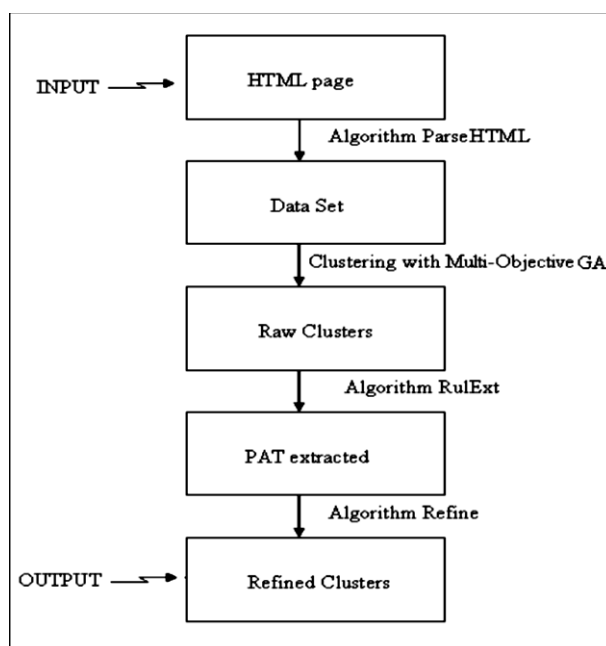 HTML page
INPUT
Algorithm ParseHTML
Data Set
Clustering with Multi-Objective GA
Raw Clusters
Algorithm RulExt
PAT extracted
Algorithm Refine
OUTPUT
Refined Clusters